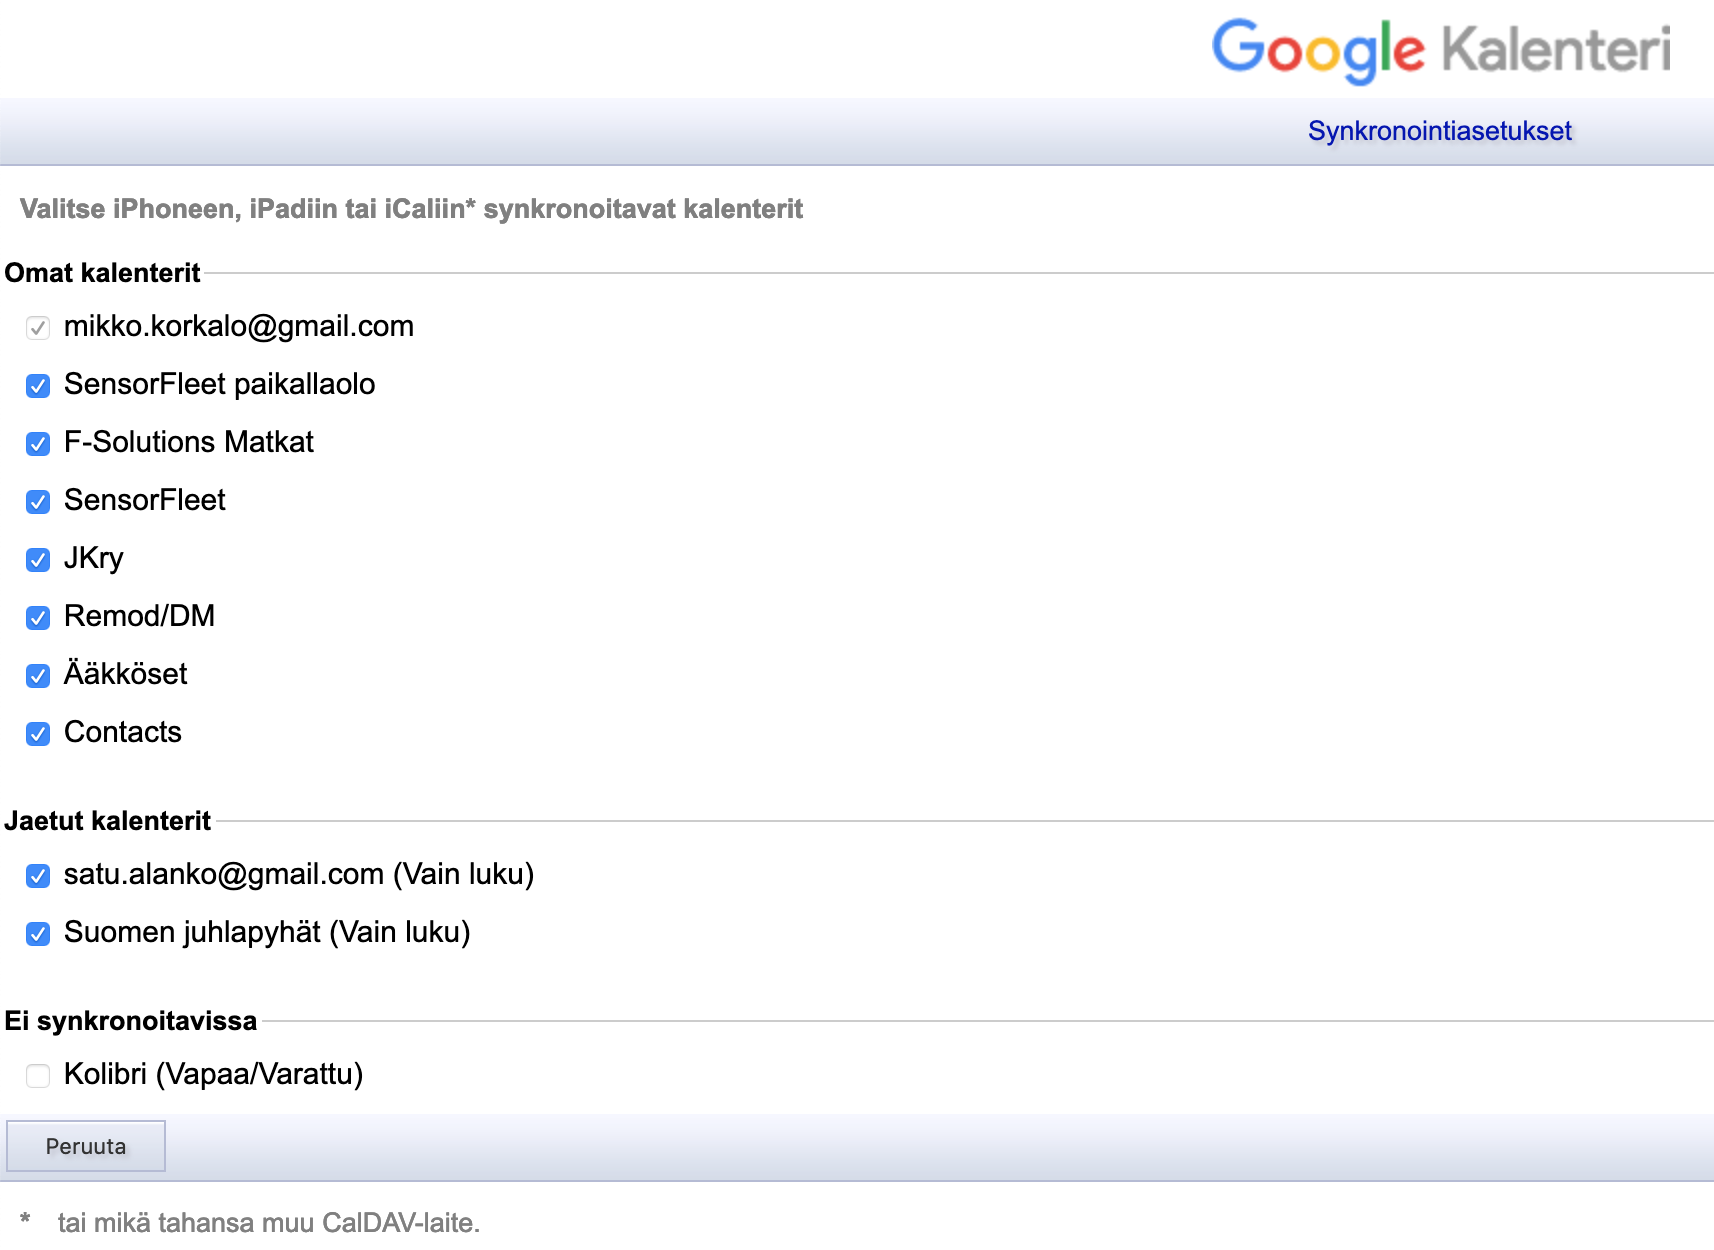 Google Kalenteri
Synkronointiasetukset
Valitse iPhoneen, iPadiin tai iCaliin* synkronoitavat kalenterit
Omat kalenterit
mikko.korkalo@gmail.com
SensorFleet paikallaolo
F-Solutions Matkat
SensorFleet
JKry
Remod/DM
Ääkköset
Contacts
Jaetut kalenterit
satu.alanko@gmail.com (Vain luku)
Suomen juhlapyhät (Vain luku)
Ei synkronoitavissa
Kolibri (Vapaa/Varattu)
Peruuta
* tai mikä tahansa muu CalDAV-laite.